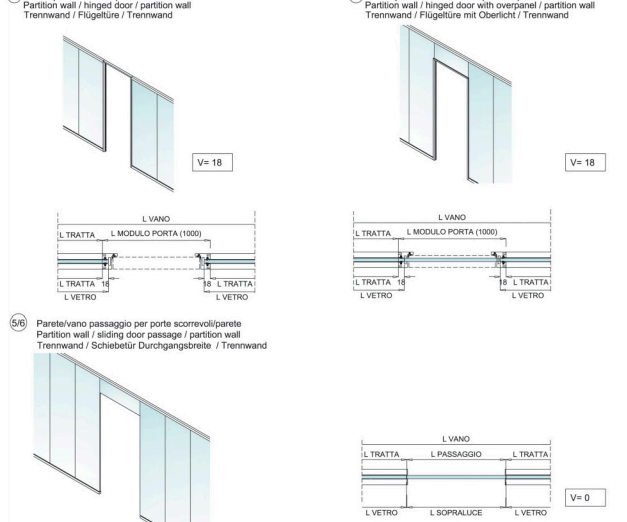 Partition wall / hinged door / partition wall
Trennwand / Flügeltüre / Trennwand
V= 18
L VANO
L TRATTA
L MODULO PORTA (1000)
L TRATTA
18
18
L TRATTA
L VETRO
L VETRO
Partition wall / hinged door with overpanel / partition wall
Trennwand / Flügeltüre mit Oberlicht / Trennwand
V= 18
L VANO
L TRATTA
L MODULO PORTA (1000)
L TRATTA
18
18
L TRATTA
L VETRO
L VETRO
5/6
Parete/vano passaggio per porte scorrevoli/parete
Partition wall / sliding door passage / partition wall
Trennwand / Schiebetür Durchgangsbreite / Trennwand
L VANO
L TRATTA
L PASSAGGIO
L TRATTA
L VETRO
L SOPRALUCE
L VETRO
V= 0